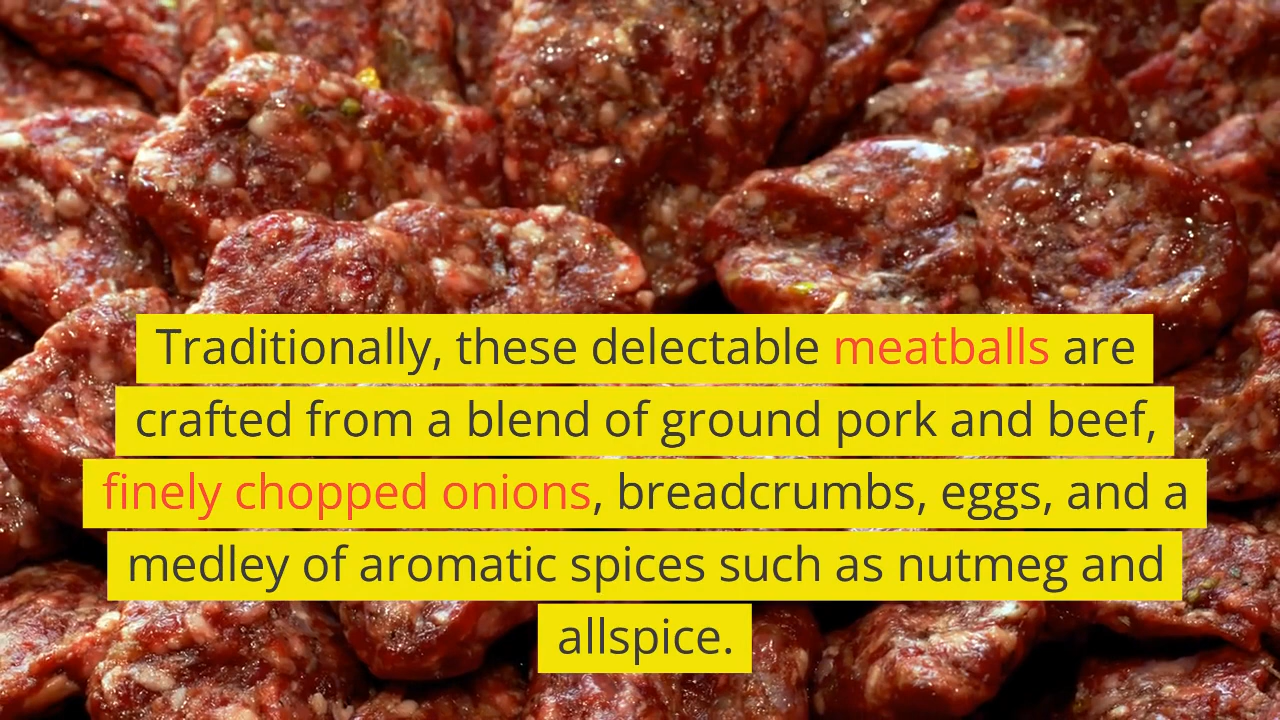 Traditionally, these delectable meatballs are
crafted from a blend of ground pork and beef,
finely chopped onions, breadcrumbs, eggs, and a
medley of aromatic spices such as nutmeg and
allspice.